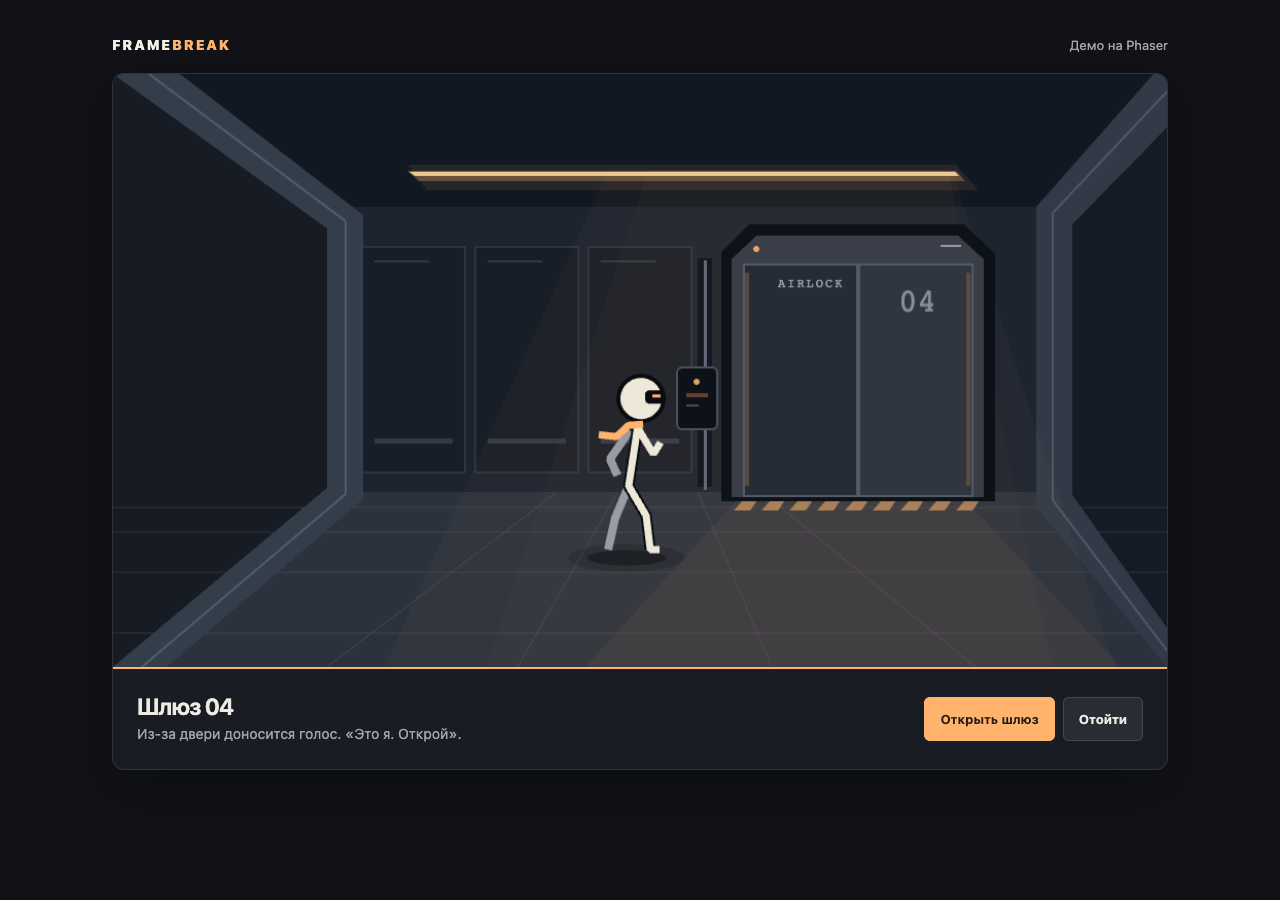 FRAMEBREAK
Демо на Phaser
AIRLOCK
04
Шлюз 04
Из-за двери доносится голос. «Это я. Открой».
Открыть шлюз
Отойти